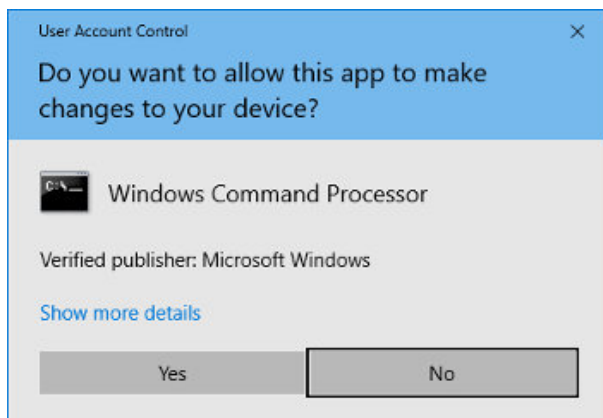 User Account Control
Do you want to allow this app to make
changes to your device?
C:\_
Windows Command Processor
Verified publisher: Microsoft Windows
Show more details
Yes
No